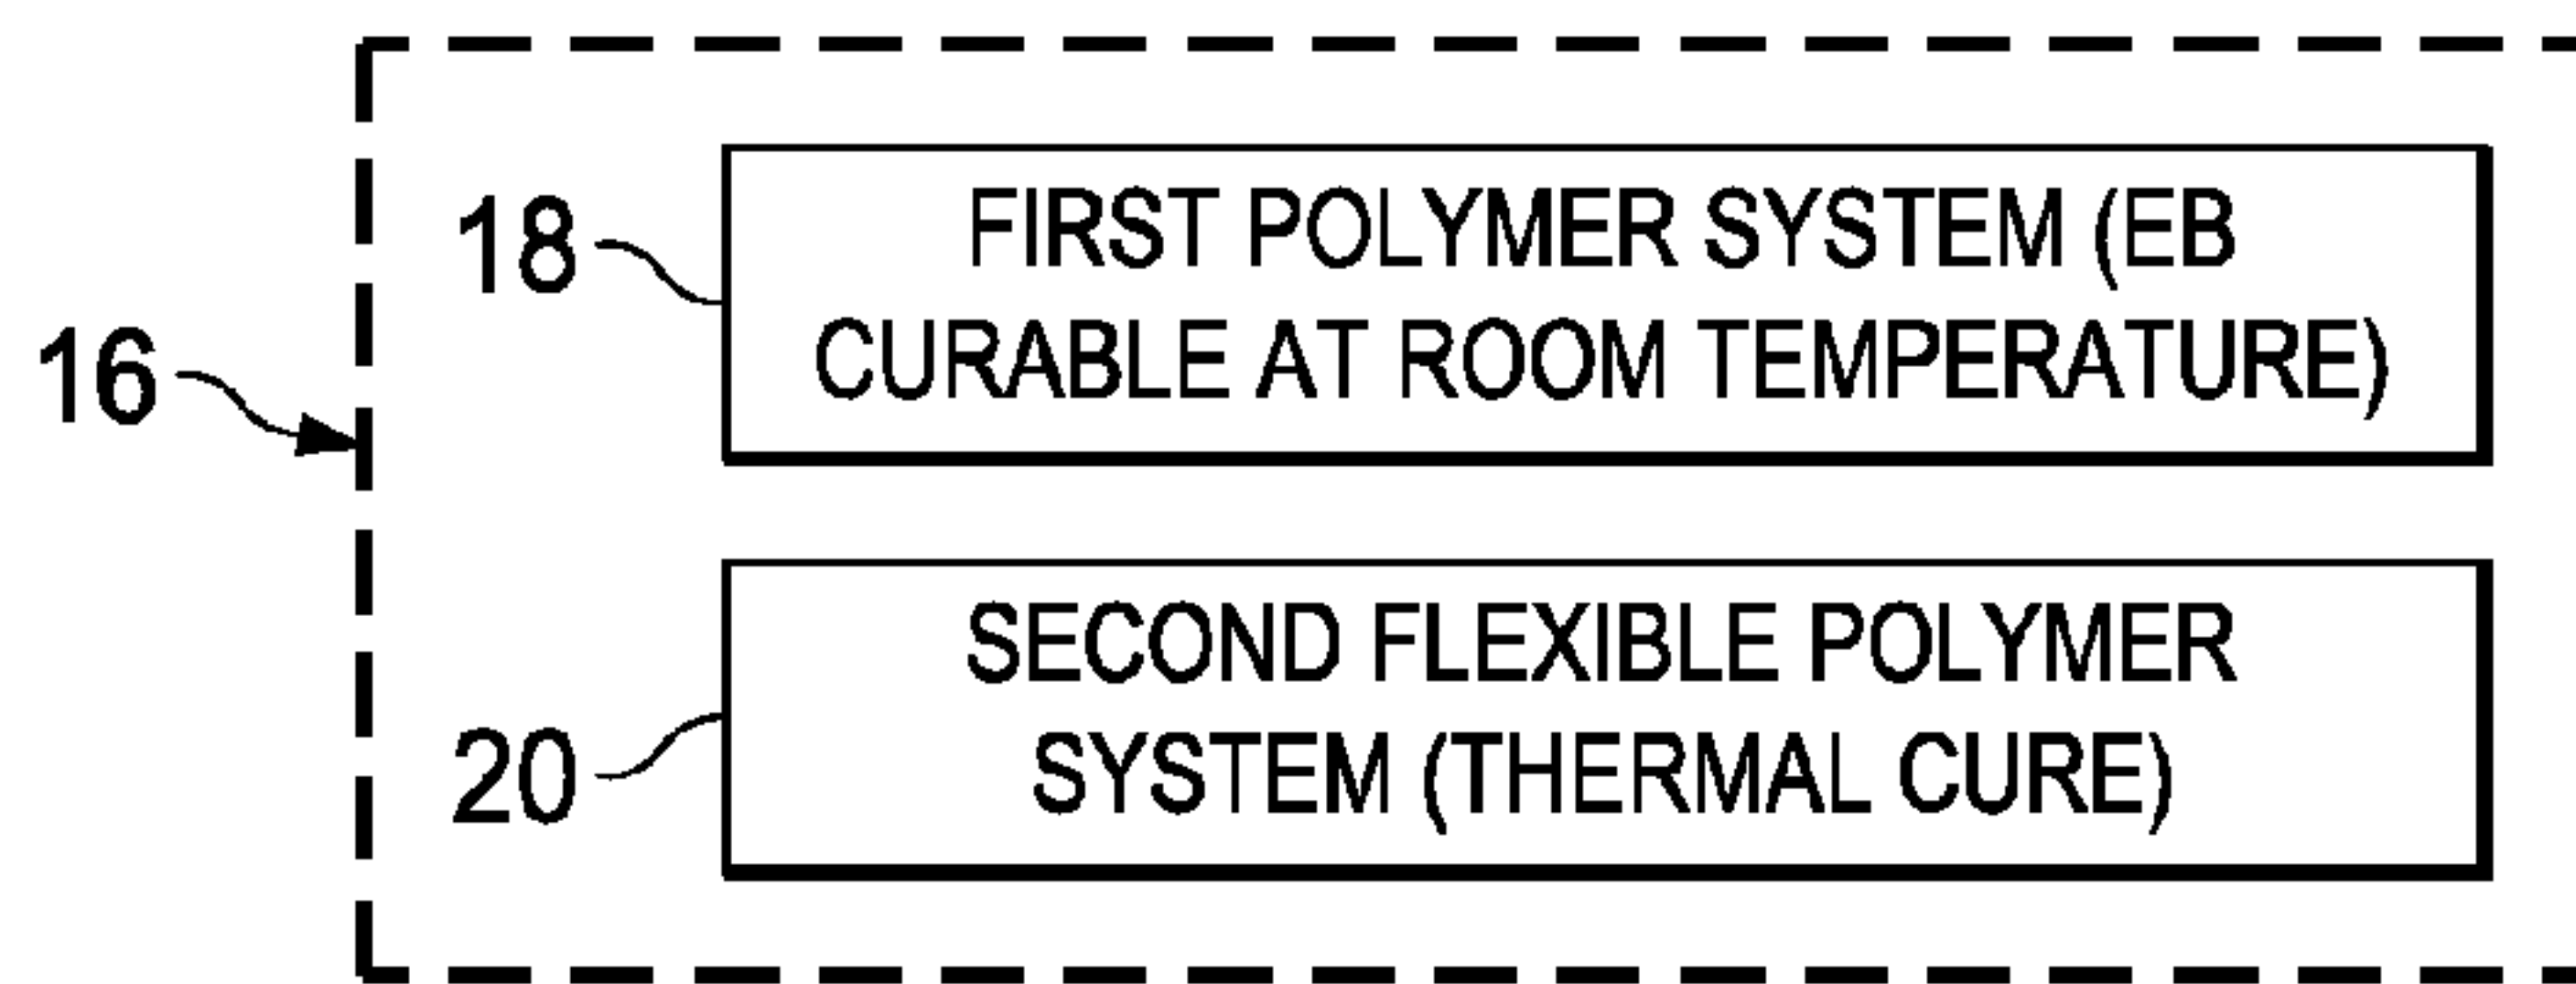 18
FIRST POLYMER SYSTEM (EB
CURABLE AT ROOM TEMPERATURE)
16
SECOND FLEXIBLE POLYMER
20
SYSTEM (THERMAL CURE)